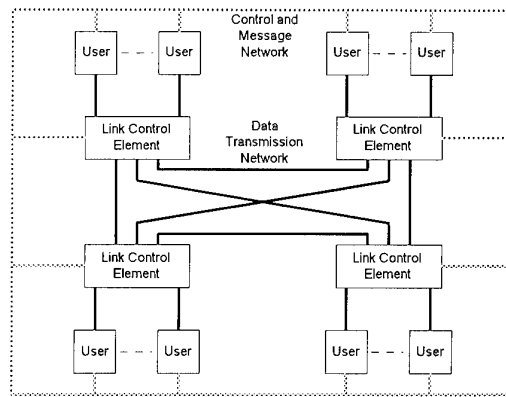 Control and
Message
Network
User
User
User
User
Link Control
Element
Data
Transmission
Network
Link Control
Element
Link Control
Element
Link Control
Element
User
User
User
User